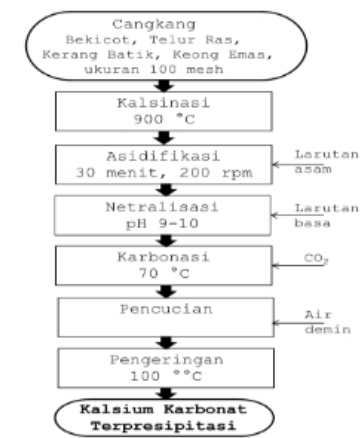 Cangkang
Bekicot, Telur Ras,
Kerang Batik, Keong Emas,
ukuran 100 mesh
Kalsinasi
900 °C
Asidifikasi
30 menit, 200 rpm
Larutan
asam
Netralisasi
pH 9-10
Larutan
basa
Karbonasi
70 °C
CO₂
Pencucian
Air
demin
Pengeringan
100 °°C
Kalsium Karbonat
Terpresipitasi